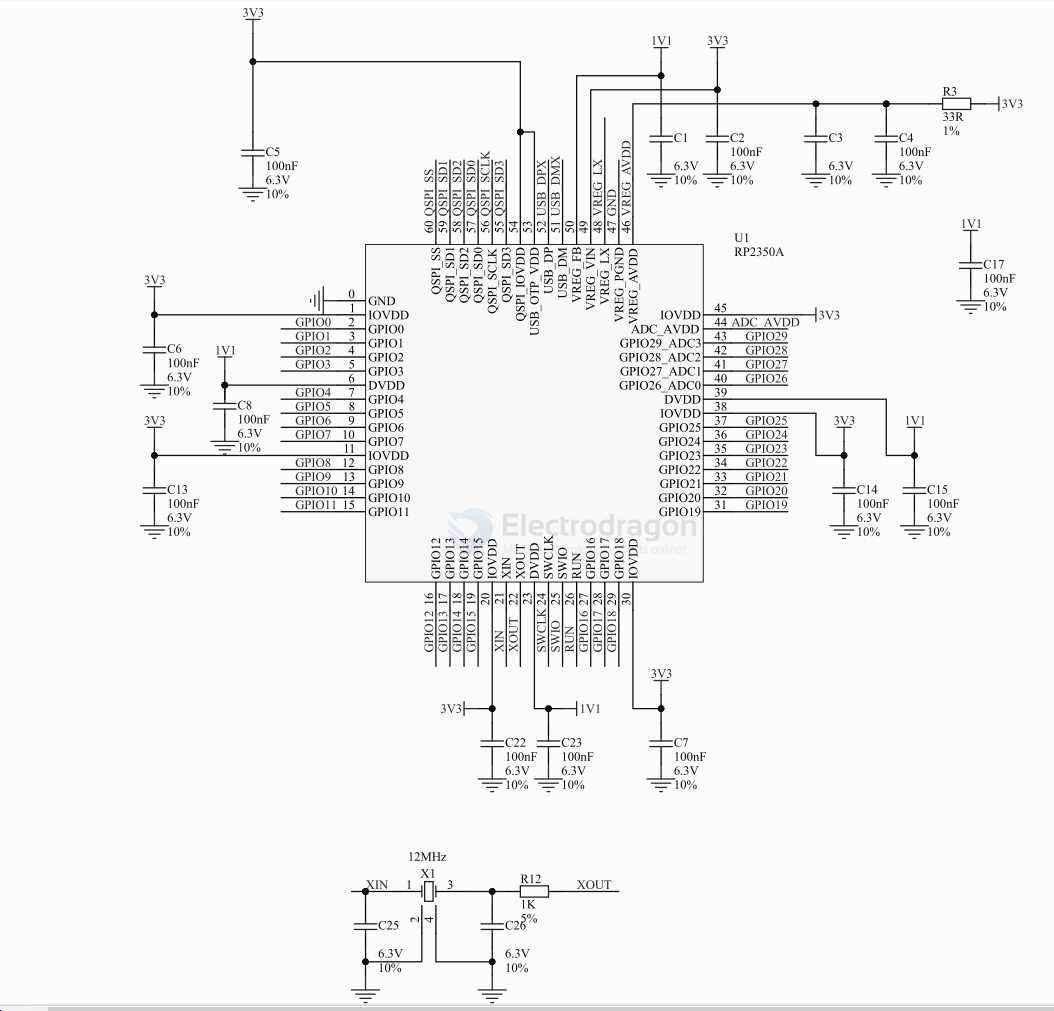 3V3
C5
100nF
6.3V
10%
1V1
3V3
C1
6.3V
10%
C2
100nF
6.3V
10%
C3
6.3V
10%
C4
100nF
6.3V
10%
R3
33R
1%
3V3
60 QSPI_SS
59 QSPI_SD1
58 QSPI_SD2
57 QSPI_SD0
56 QSPI_SCLK
55 QSPI_SD3
54
53
52 USB_DPX
51 USB_DMX
50
49
48 VREG_LX
47 GND
46 VREG_AVDD
QSPI_SS
QSPI_SD1
QSPI_SD2
QSPI_SD0
QSPI_SCLK
QSPI_SD3
QSPI_IOVDD
USB_OTP_VDD
USB_DP
USB_DM
VREG_FB
VREG_VIN
VREG_LX
VREG_PGND
VREG_AVDD
U1
RP2350A
1V1
C17
100nF
6.3V
10%
3V3
C6
100nF
6.3V
10%
1V1
C8
100nF
6.3V
10%
3V3
C13
100nF
6.3V
10%
0 GND
1 IOVDD
GPIO0 2 GPIO0
GPIO1 3 GPIO1
GPIO2 4 GPIO2
GPIO3 5 GPIO3
6 DVDD
GPIO4 7 GPIO4
GPIO5 8 GPIO5
GPIO6 9 GPIO6
GPIO7 10 GPIO7
11 IOVDD
GPIO8 12 GPIO8
GPIO9 13 GPIO9
GPIO10 14 GPIO10
GPIO11 15 GPIO11
IOVDD 45 3V3
ADC_AVDD 44 ADC_AVDD
GPIO29_ADC3 43 GPIO29
GPIO28_ADC2 42 GPIO28
GPIO27_ADC1 41 GPIO27
GPIO26_ADC0 40 GPIO26
DVDD 39
IOVDD 38
GPIO25 37 GPIO25
GPIO24 36 GPIO24
GPIO23 35 GPIO23
GPIO22 34 GPIO22
GPIO21 33 GPIO21
GPIO20 32 GPIO20
GPIO19 31 GPIO19
3V3
C14
100nF
6.3V
10%
1V1
C15
100nF
6.3V
10%
Electrodragon
online!
GPIO12
GPIO13
GPIO14
GPIO15
IOVDD
XIN
XOUT
DVDD
SWCLK
SWIO
RUN
GPIO16
GPIO17
GPIO18
IOVDD
GPIO12 16
GPIO13 17
GPIO14 18
GPIO15 19
20
XIN 21
XOUT 22
23
SWCLK 24
SWIO 25
RUN 26
GPIO16 27
GPIO17 28
GPIO18 29
30
3V3
C22
100nF
6.3V
10%
1V1
C23
100nF
6.3V
10%
3V3
C7
100nF
6.3V
10%
12MHz
X1
XIN 1 3
2 4
R12
1K
5%
XOUT
C25
6.3V
10%
C26
6.3V
10%